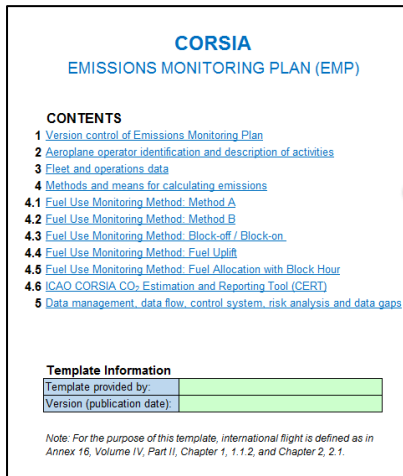 CORSIA
EMISSIONS MONITORING PLAN (EMP)
CONTENTS
1 Version control of Emissions Monitoring Plan
2 Aeroplane operator identification and description of activities
3 Fleet and operations data
4 Methods and means for calculating emissions
4.1 Fuel Use Monitoring Method: Method A
4.2 Fuel Use Monitoring Method: Method B
4.3 Fuel Use Monitoring Method: Block-off / Block-on
4.4 Fuel Use Monitoring Method: Fuel Uplift
4.5 Fuel Use Monitoring Method: Fuel Allocation with Block Hour
4.6 ICAO CORSIA CO₂ Estimation and Reporting Tool (CERT)
5 Data management, data flow, control system, risk analysis and data gaps
Template Information
Template provided by:
Version (publication date):
Note: For the purpose of this template, international flight is defined as in
Annex 16, Volume IV, Part II, Chapter 1, 1.1.2, and Chapter 2, 2.1.